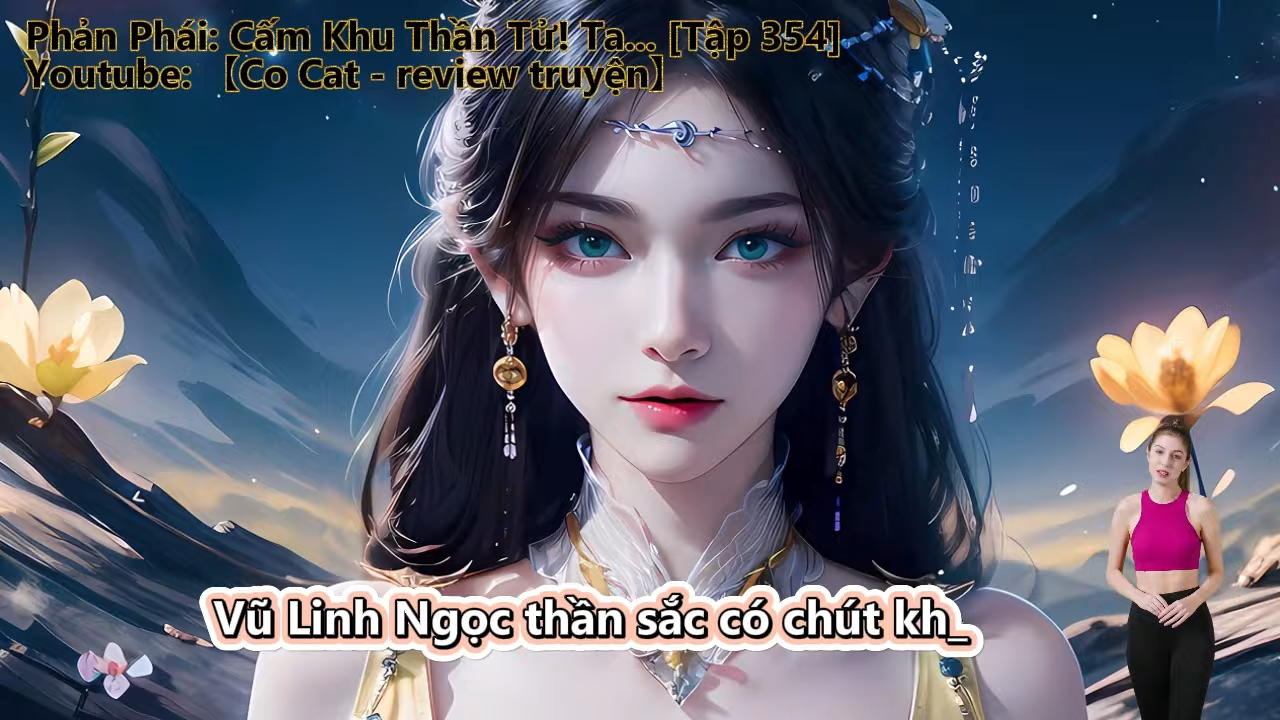 Phản Phái: Cấm Khu Thần Tử! Ta... [Tập 354]
Youtube: 【Co Cat - review truyện】
Vũ Linh Ngọc thần sắc có chút kh_